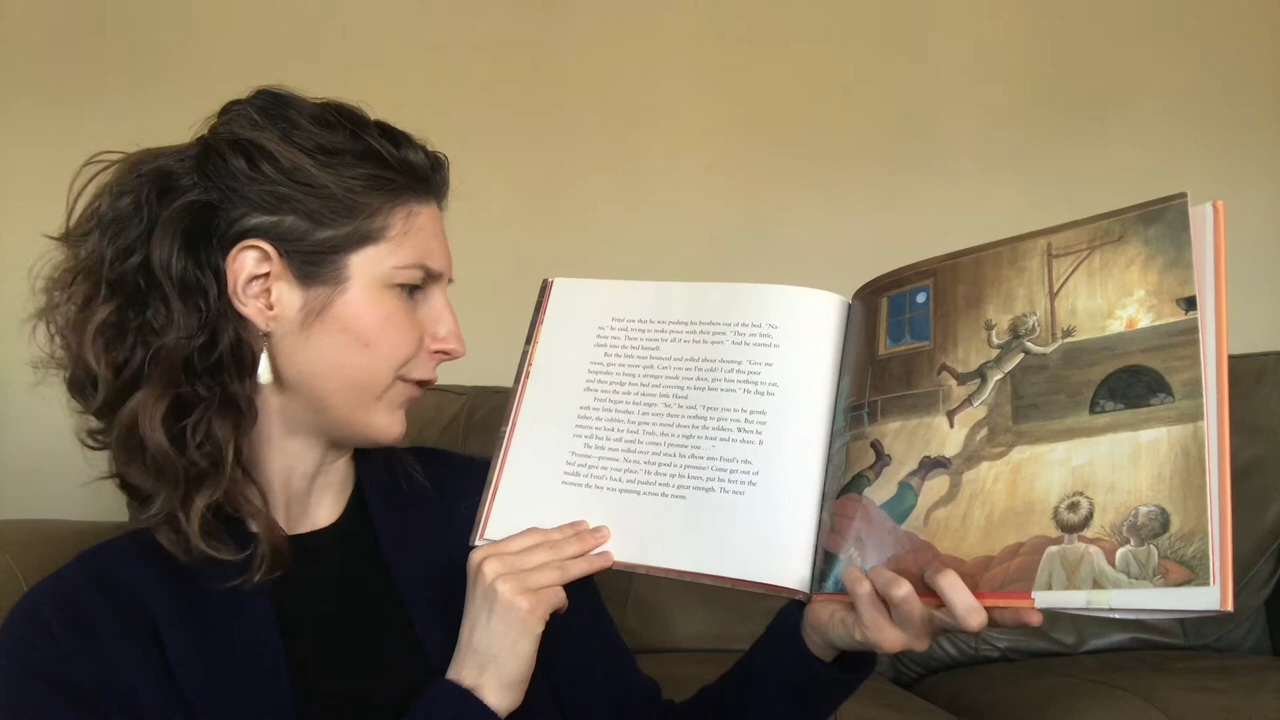 Fritzl saw that he was pushing his brothers out of the bed. "Na-
na," he said, trying to make peace with their guest. "They are little,
those two. There is room for all if we but lie quiet." And he started to
climb into the bed himself.
But the little man bounced and rolled about shouting: "Give me
room, give me more quilt. Can't you see I'm cold? I call this poor
hospitality to bring a stranger inside your door, give him nothing to eat,
and then grudge him bed and covering to keep him warm." He dug his
elbow into the side of skinny little Hansl.
Fritzl began to feel angry. "Sir," he said, "I pray you to be gentle
with my little brother. I am sorry there is nothing to give you. But our
father, the cobbler, has gone to mend shoes for the soldiers. When he
returns we look for food. Truly, this is a night to feast and to share. If
you will but lie still until he comes I promise you . . ."
The little man rolled over and stuck his elbow into Fritzl's ribs.
"Promise—promise. Na-na, what good is a promise? Come get out of
bed and give me your place." He drew up his knees, put his feet in the
middle of Fritzl's back, and pushed with a great strength. The next
moment the boy was spinning across the room.